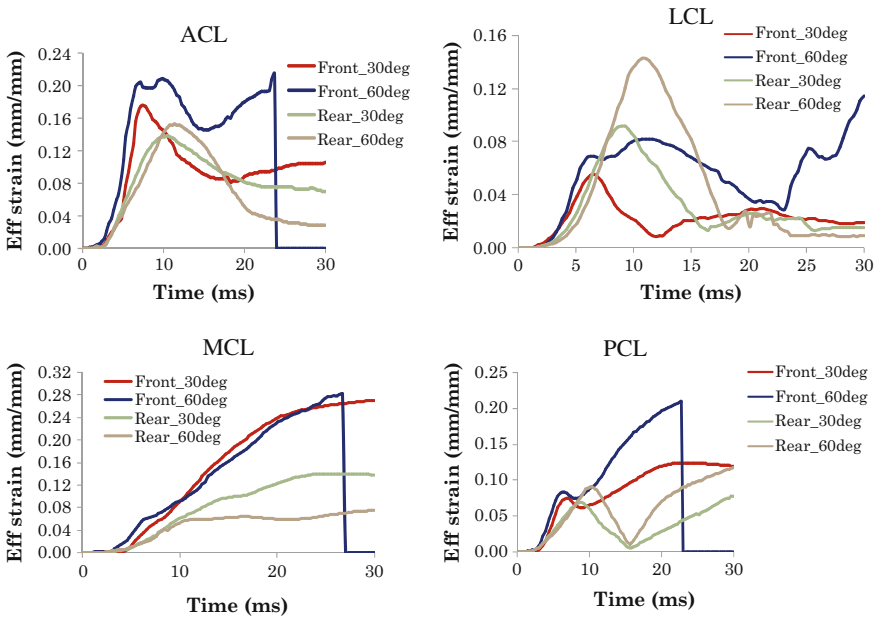 ACL
Eff strain (mm/mm)
0.24
0.20
0.16
0.12
0.08
0.04
0.00
0 10 20 30
Time (ms)
Front_30deg
Front_60deg
Rear_30deg
Rear_60deg
LCL
Eff strain (mm/mm)
0.16
0.12
0.08
0.04
0.00
0 5 10 15 20 25 30
Time (ms)
Front_30deg
Front_60deg
Rear_30deg
Rear_60deg
MCL
Eff strain (mm/mm)
0.32
0.28
0.24
0.20
0.16
0.12
0.08
0.04
0.00
0 10 20 30
Time (ms)
Front_30deg
Front_60deg
Rear_30deg
Rear_60deg
PCL
Eff strain (mm/mm)
0.25
0.20
0.15
0.10
0.05
0.00
0 10 20 30
Time (ms)
Front_30deg
Front_60deg
Rear_30deg
Rear_60deg